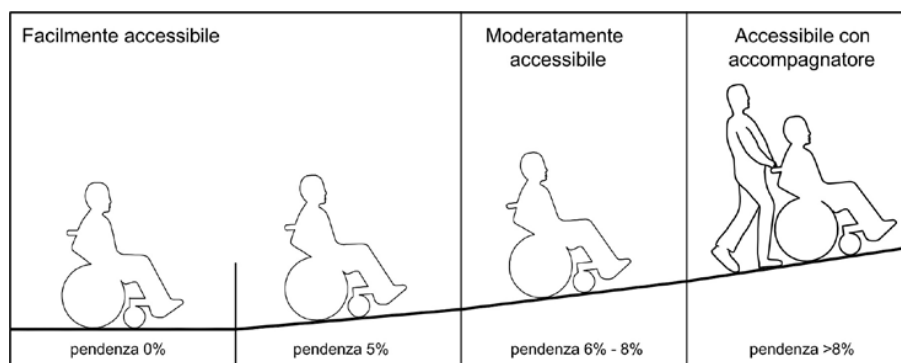 Facilmente accessibile
Moderatamente
accessibile
Accessibile con
accompagnatore
pendenza 0%
pendenza 5%
pendenza 6% - 8%
pendenza >8%